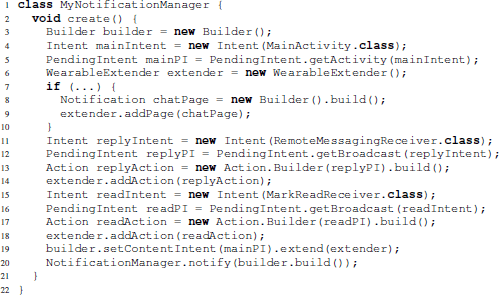 1 class MyNotificationManager {
2 void create() {
3 Builder builder = new Builder();
4 Intent mainIntent = new Intent(MainActivity.class);
5 PendingIntent mainPI = PendingIntent.getActivity(mainIntent);
6 WearableExtender extender = new WearableExtender();
7 if (...) {
8 Notification chatPage = new Builder().build();
9 extender.addPage(chatPage);
10 }
11 Intent replyIntent = new Intent(RemoteMessagingReceiver.class);
12 PendingIntent replyPI = PendingIntent.getBroadcast(replyIntent);
13 Action replyAction = new Action.Builder(replyPI).build();
14 extender.addAction(replyAction);
15 Intent readIntent = new Intent(MarkReadReceiver.class);
16 PendingIntent readPI = PendingIntent.getBroadcast(readIntent);
17 Action readAction = new Action.Builder(readPI).build();
18 extender.addAction(readAction);
19 builder.setContentIntent(mainPI).extend(extender);
20 NotificationManager.notify(builder.build());
21 }
22 }